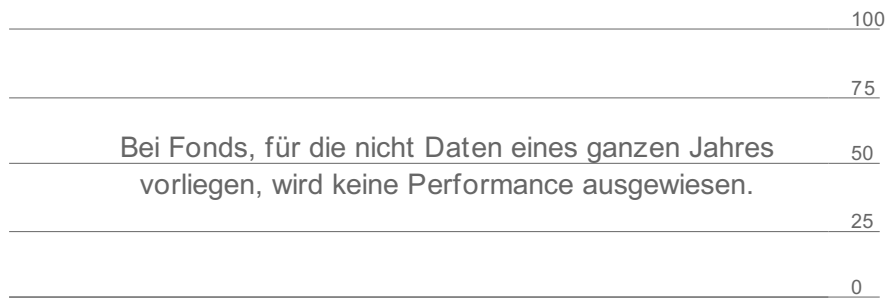 100
75
Bei Fonds, für die nicht Daten eines ganzen Jahres
50
vorliegen, wird keine Performance ausgewiesen.
25
0